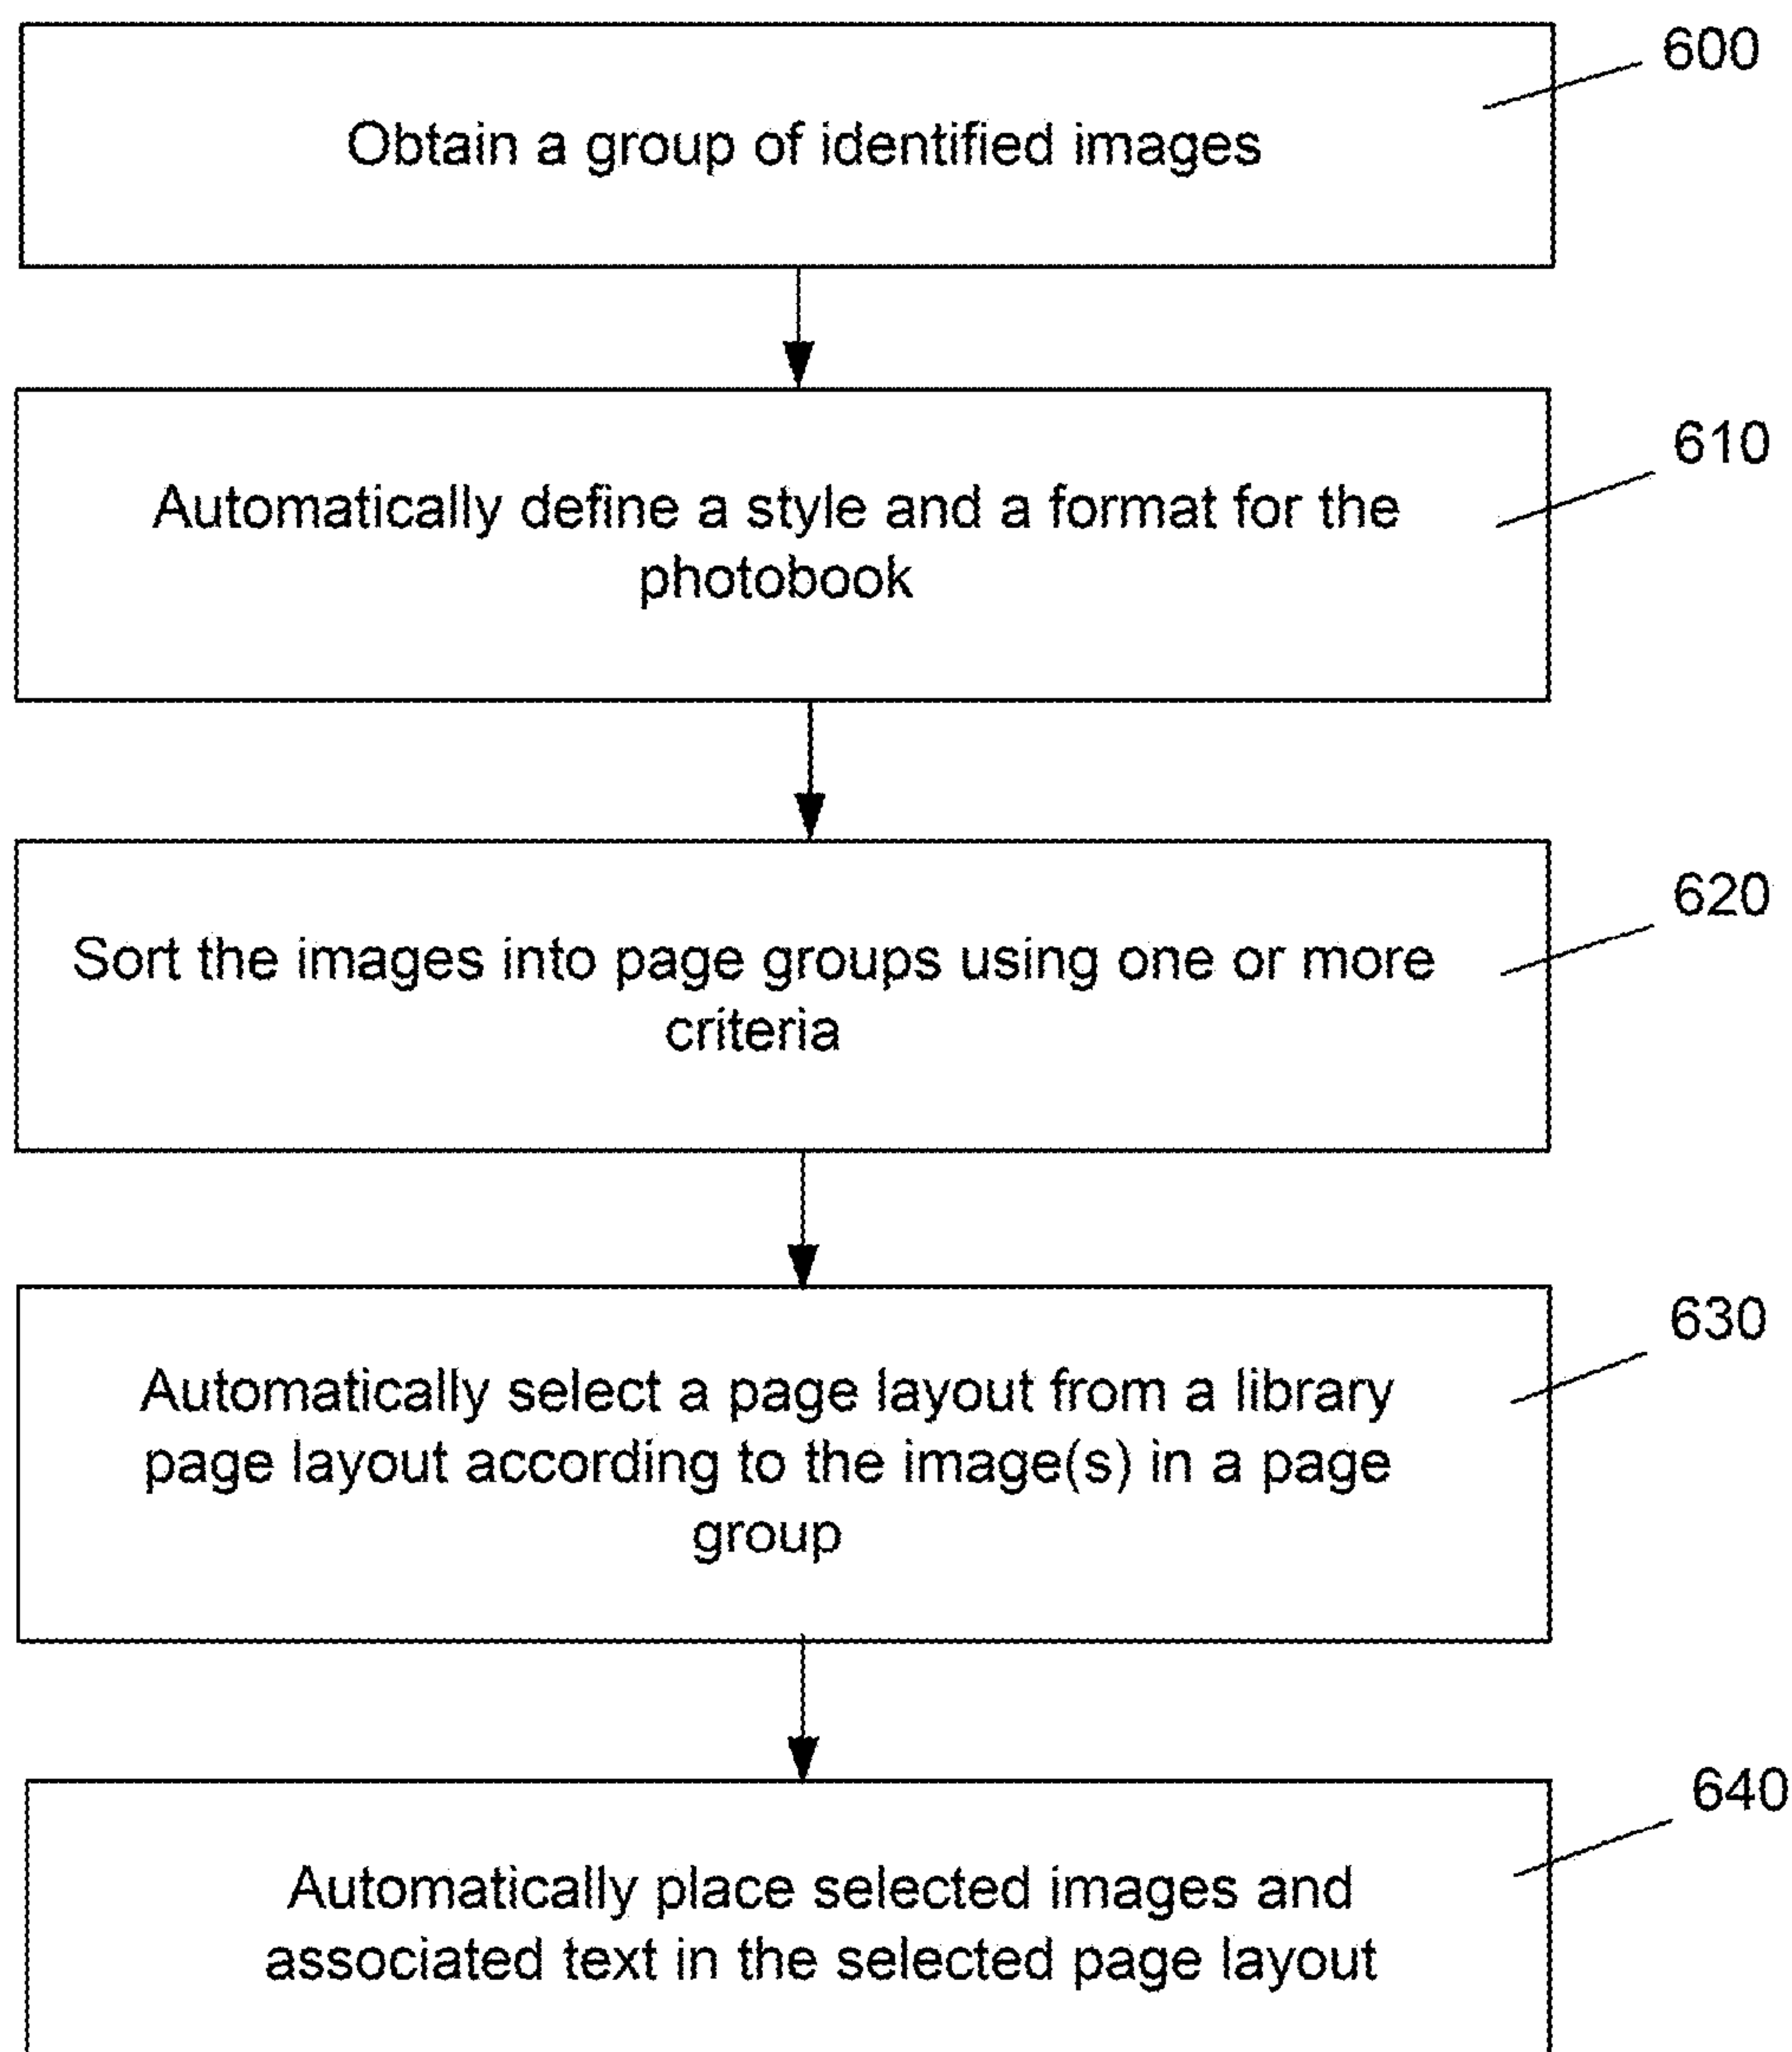 600
Obtain a group of identified images
610
Automatically define a style and a format for the
photobook
620
Sort the images into page groups using one or more
criteria
630
Automatically select a page layout from a library
page layout according to the image(s) in a page
group
640
Automatically place selected images and
associated text in the selected page layout